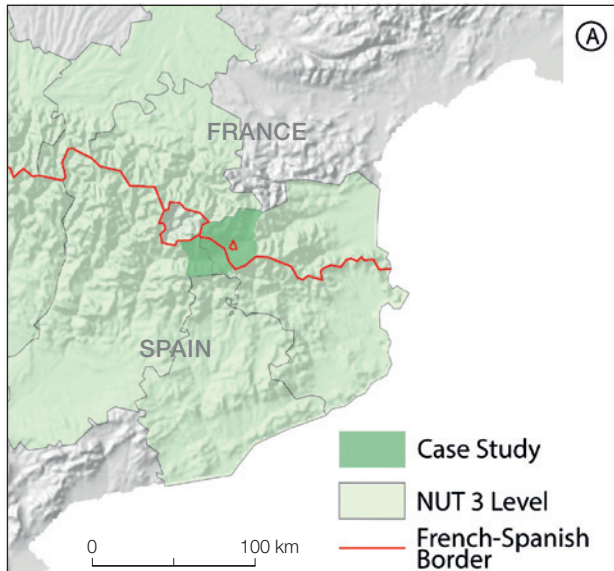 A
FRANCE
SPAIN
Case Study
NUT 3 Level
French-Spanish
Border
0 100 km